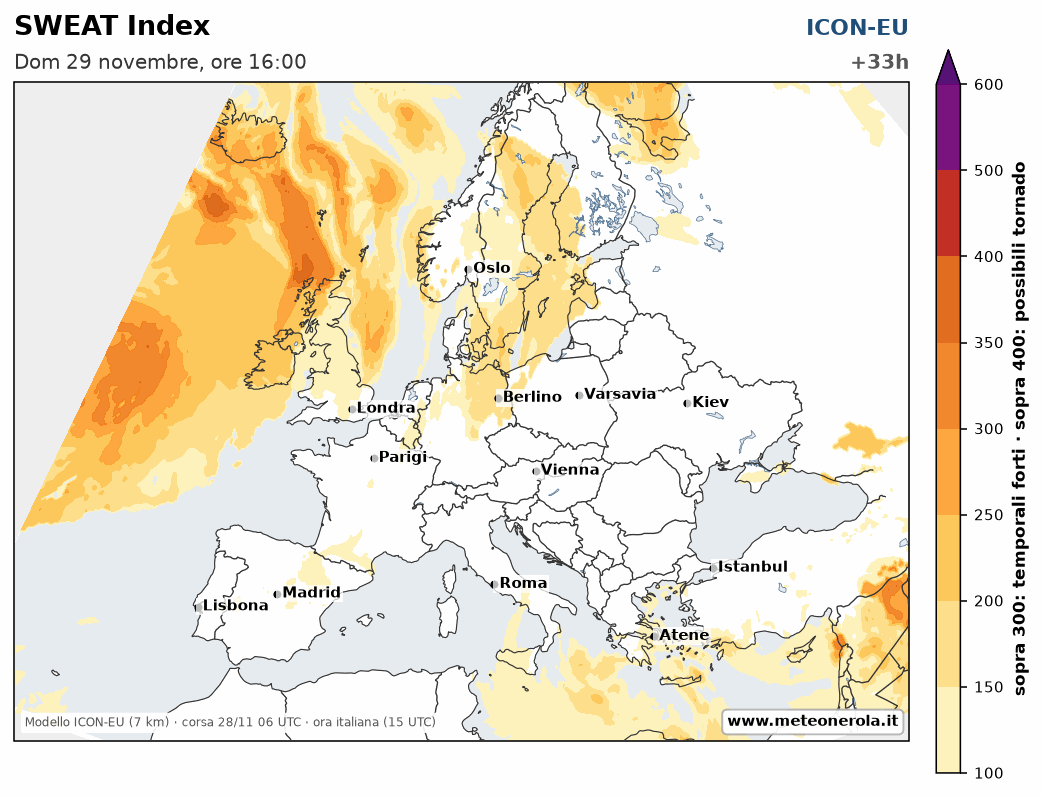 SWEAT Index
ICON-EU
Dom 29 novembre, ore 16:00
+33h
Oslo
Berlino
Varsavia
Kiev
Londra
Parigi
Vienna
Istanbul
Roma
Madrid
Lisbona
Atene
Modello ICON-EU (7 km) · corsa 28/11 06 UTC · ora italiana (15 UTC)
www.meteonerola.it
600
500
400
350
300
250
200
150
100
sopra 300: temporali forti · sopra 400: possibili tornado